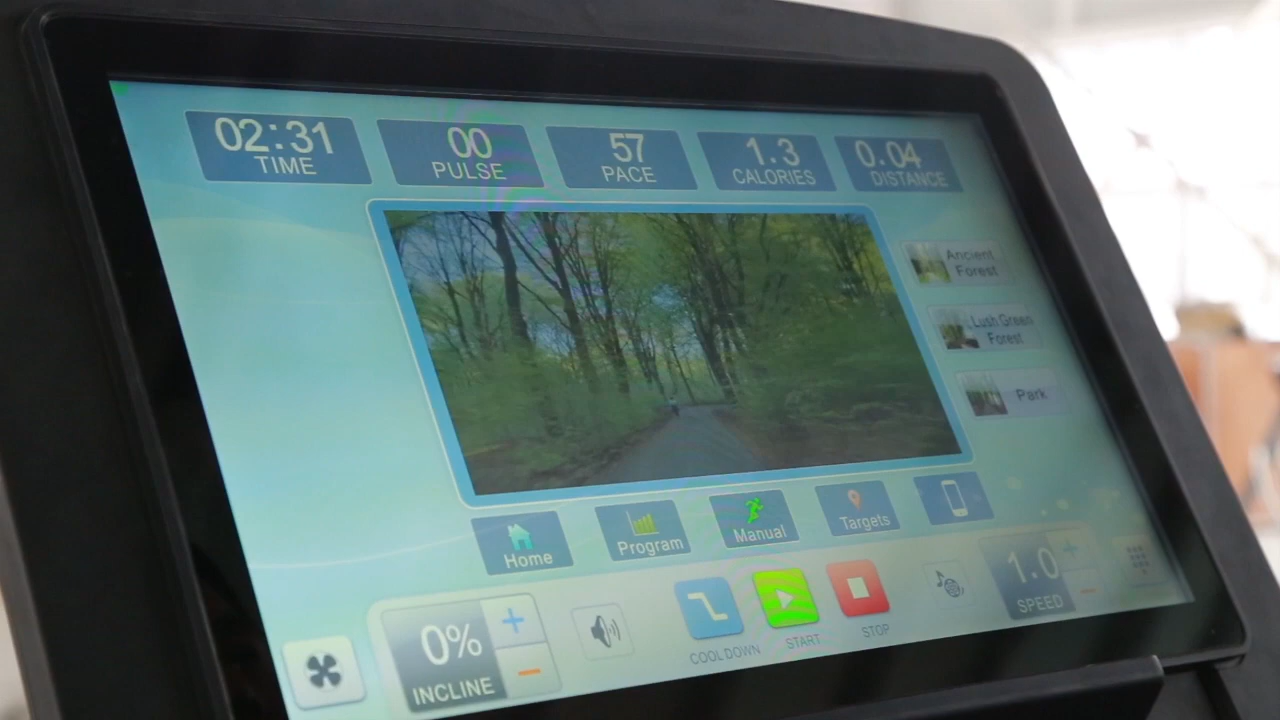 02:31
TIME
00
PULSE
57
PACE
1.3
CALORIES
0.04
DISTANCE
Ancient
Forest
Lush Green
Forest
Park
Home
Program
Manual
Targets
0%
INCLINE
+
−
COOL DOWN
START
STOP
1.0
SPEED
+
−